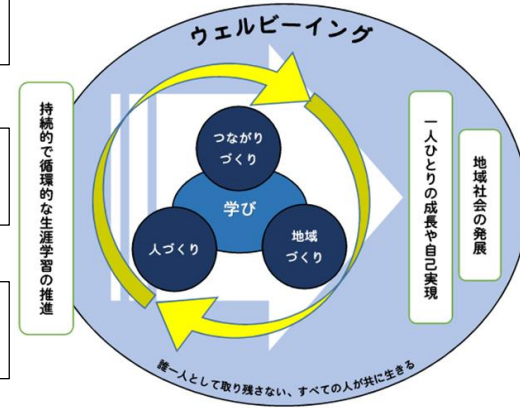 ウェルビーイング
持続的で循環的な生涯学習の推進
つながり
づくり
学び
人づくり
地域
づくり
一人ひとりの成長や自己実現
地域社会の発展
誰一人として取り残さない、すべての人が共に生きる